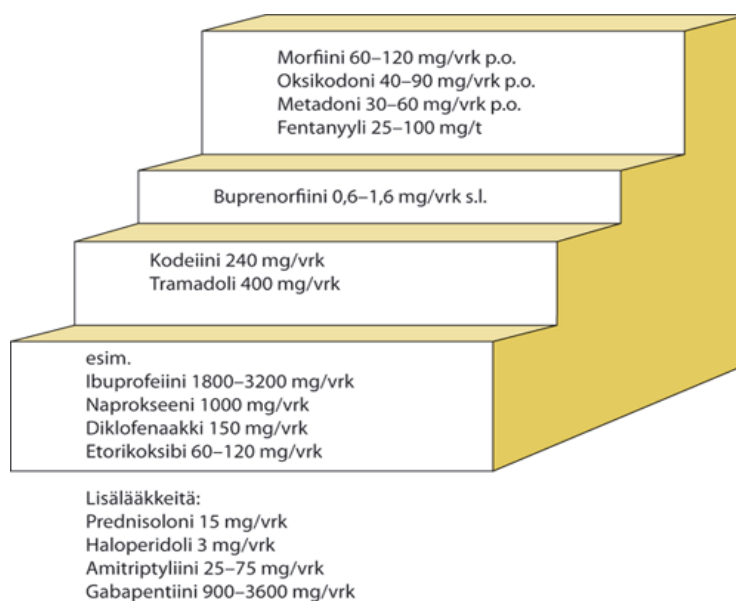 Morfiini 60–120 mg/vrk p.o.
Oksikodoni 40–90 mg/vrk p.o.
Metadoni 30–60 mg/vrk p.o.
Fentanyyli 25–100 mg/t
Buprenorfiini 0,6–1,6 mg/vrk s.l.
Kodeiini 240 mg/vrk
Tramadoli 400 mg/vrk
esim.
Ibuprofeiini 1800–3200 mg/vrk
Naprokseeni 1000 mg/vrk
Diklofenaakki 150 mg/vrk
Etorikoksibi 60–120 mg/vrk
Lisälääkkeitä:
Prednisoloni 15 mg/vrk
Haloperidoli 3 mg/vrk
Amitriptyliini 25–75 mg/vrk
Gabapentiini 900–3600 mg/vrk